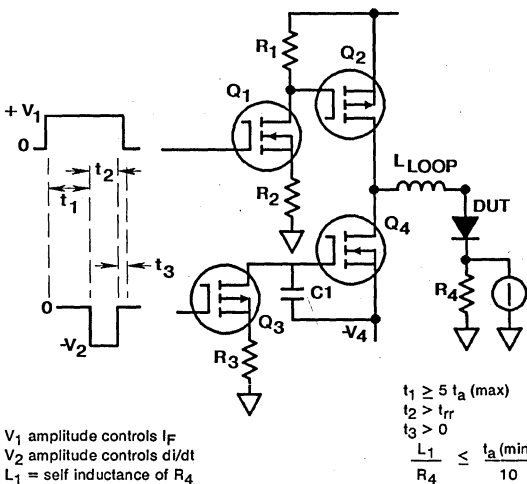 R1
Q2
Q1
+V1
0
t2
t1
R2
LLOOP
DUT
Q4
t3
0
C1
R4
-V2
Q3
-V4
R3
t1 ≥ 5 ta (max)
t2 > trr
t3 > 0
L1/R4 ≤ ta (min/10
V1 amplitude controls IF
V2 amplitude controls di/dt
L1 = self inductance of R4